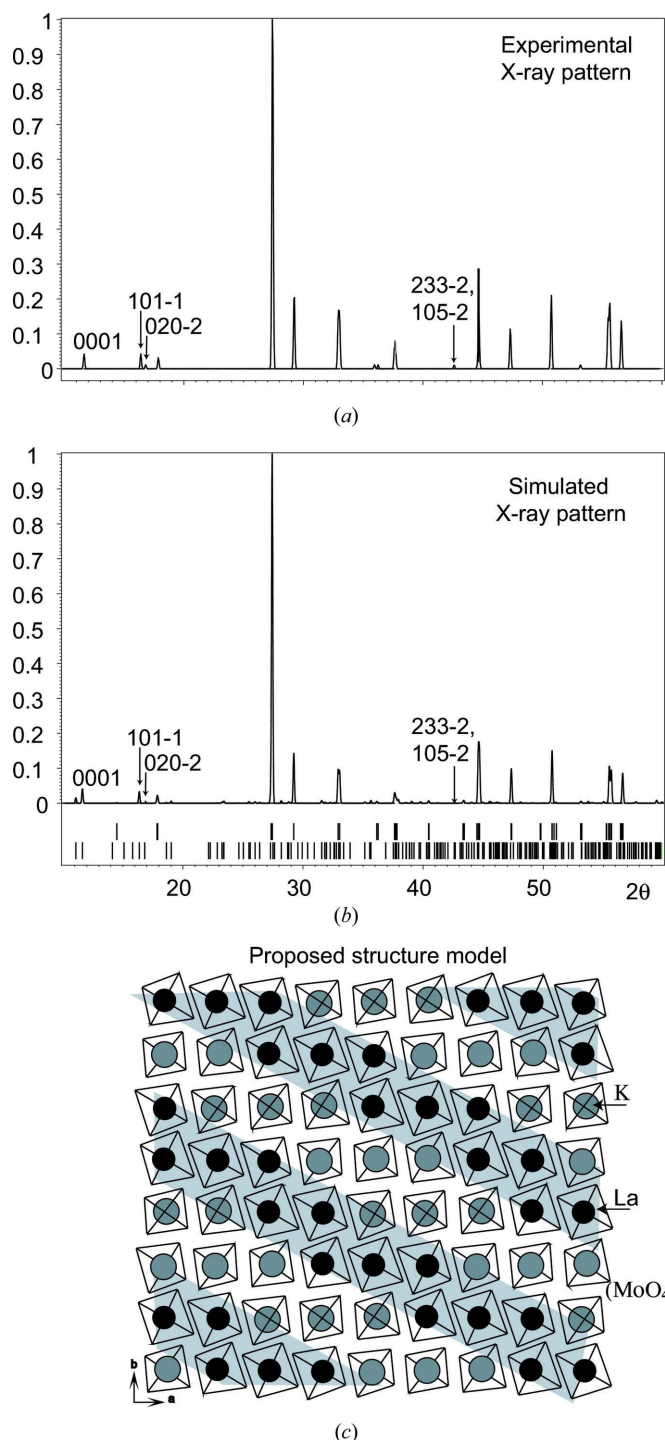 1
Experimental
0.9
X-ray pattern
0.8
0.7
0.6
0.5
0.4
0.3
233-2,
101-1
105-2
0.2
020-2
0.1
0001
0
(a)
1
Simulated
0.9
X-ray pattern
0.8
0.7
0.6
0.5
0.4
0.3
233-2,
101-1
105-2
0.2
020-2
0.1
0001
0
20 30 40 50 2θ
(b)
Proposed structure model
K
La
(MoO4
b
a
(c)